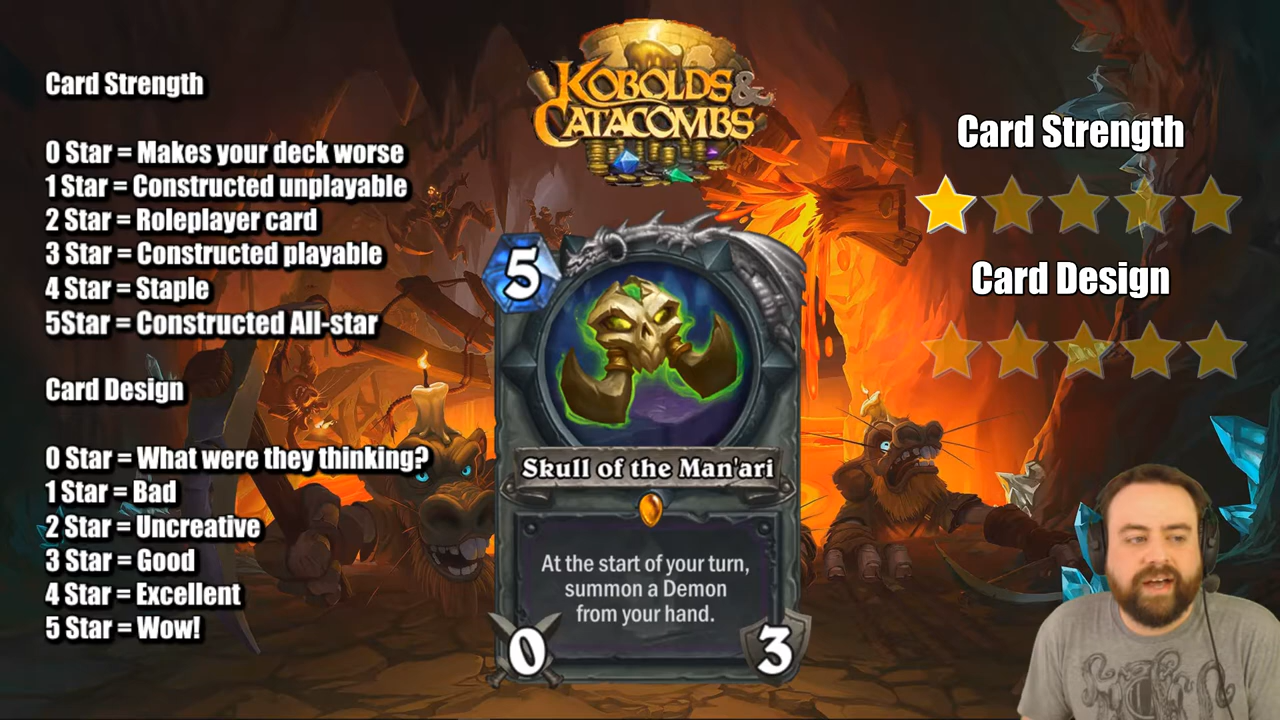 Card Strength
0 Star = Makes your deck worse
1 Star = Constructed unplayable
2 Star = Roleplayer card
3 Star = Constructed playable
4 Star = Staple
5Star = Constructed All-star
Card Design
0 Star = What were they thinking?
1 Star = Bad
2 Star = Uncreative
3 Star = Good
4 Star = Excellent
5 Star = Wow!
KOBOLDS &
CATACOMBS
5
Skull of the Man'ari
At the start of your turn,
summon a Demon
from your hand.
0
3
Card Strength
Card Design